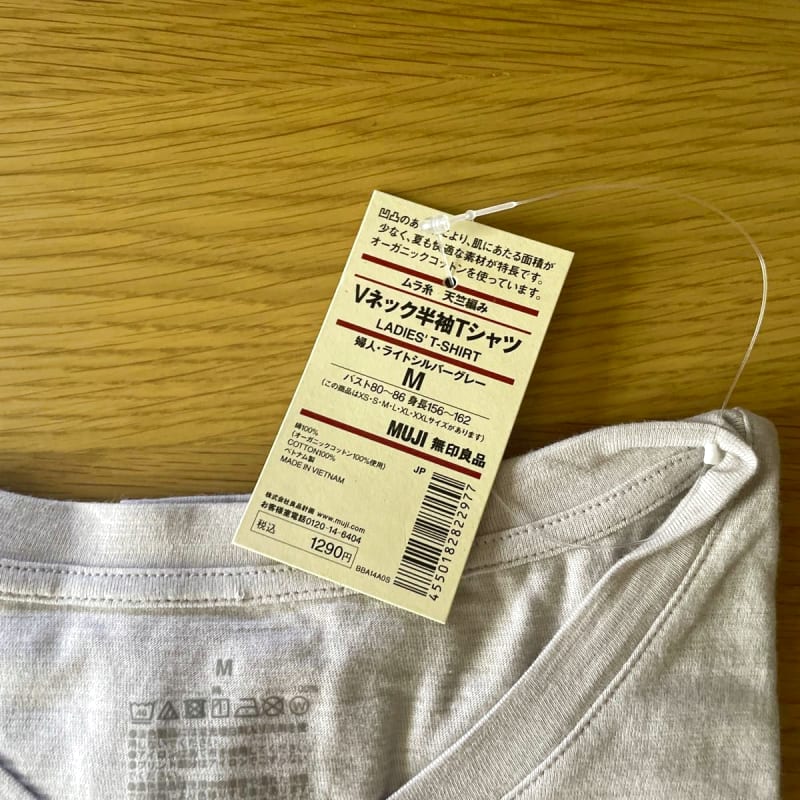 凹凸のあ より、肌にあたる面積が
少なく、夏も快適な素材が特長です。
オーガニックコットンを使っています。
ムラ糸 天竺編み
Vネック半袖Tシャツ
LADIES' T-SHIRT
婦人・ライトシルバーグレー
M
バスト80〜86 身長156〜162
(この商品はXS・S・M・L・XL・XXLサイズがあります)
MUJI 無印良品
綿100%
(オーガニックコットン100%使用)
COTTON100%
ベトナム製
MADE IN VIETNAM
JP
株式会社良品計画 www.muji.com
お客様室電話0120-14-6404
税込 1290円
BBA14A0S
4550182822977
M